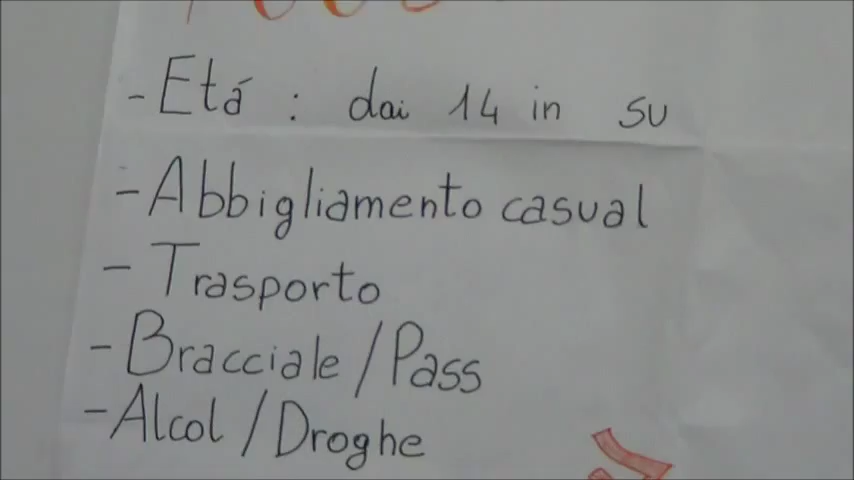 - Etá : dai 14 in su
- Abbigliamento casual
- Trasporto
- Bracciale / Pass
- Alcol / Droghe